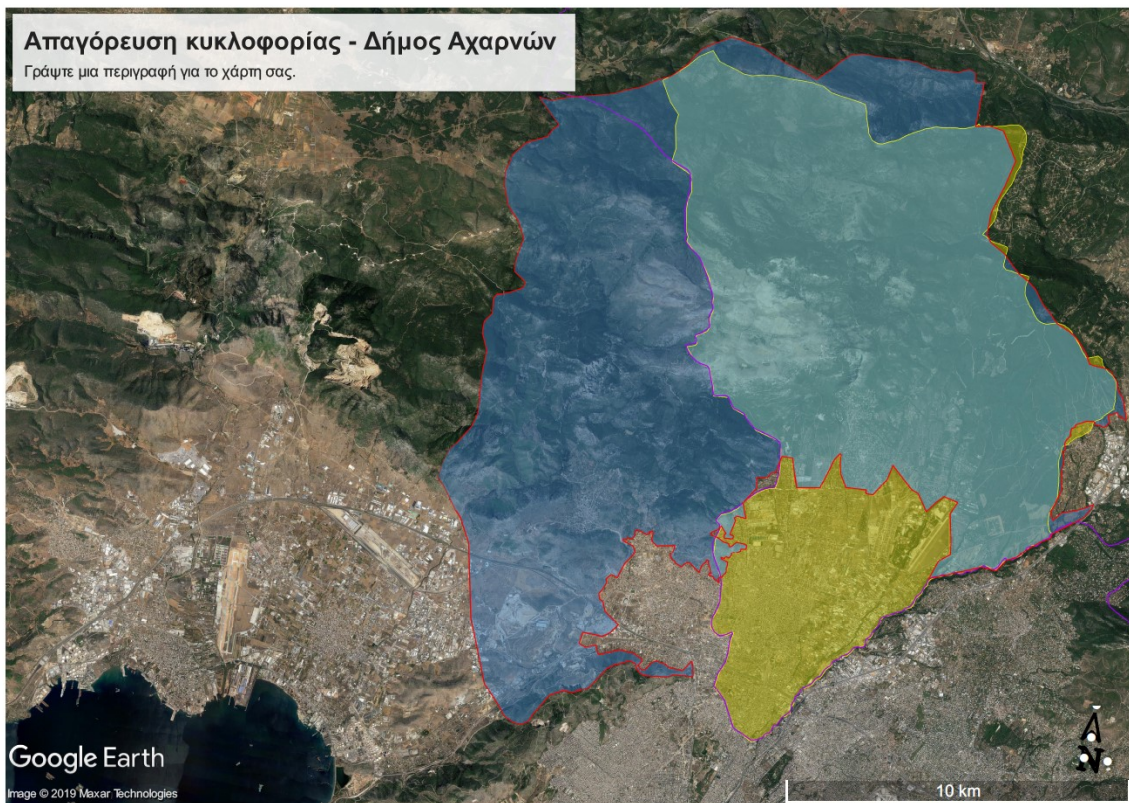 Απαγόρευση κυκλοφορίας - Δήμος Αχαρνών
Γράψτε μια περιγραφή για το χάρτη σας.
Google Earth
Image © 2019 Maxar Technologies
10 km
N